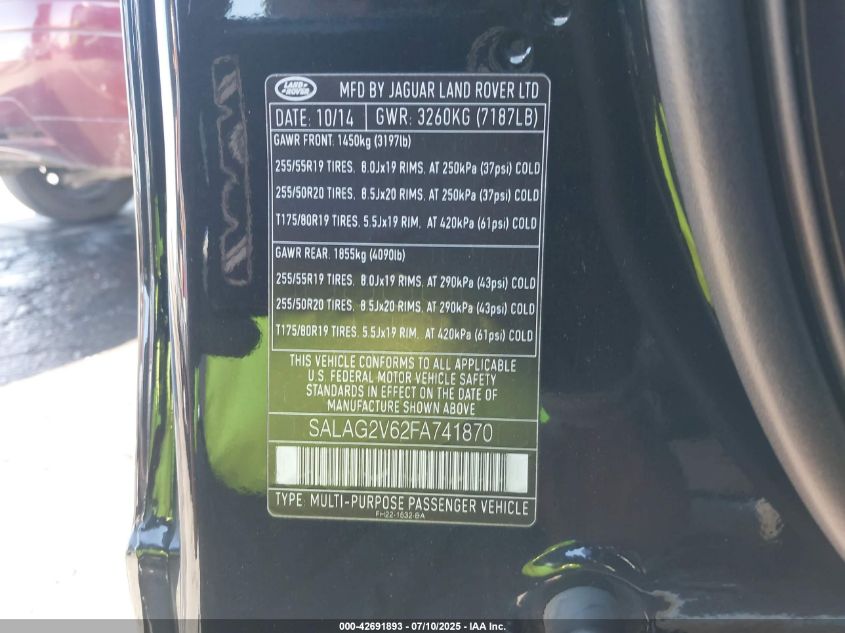 LAND ROVER MFD BY JAGUAR LAND ROVER LTD
DATE: 10/14 GWR: 3260KG (7187LB)
GAWR FRONT: 1450kg (3197lb)
255/55R19 TIRES, 8.0Jx19 RIMS, AT 250kPa (37psi) COLD
255/50R20 TIRES, 8.5Jx20 RIMS, AT 250kPa (37psi) COLD
T175/80R19 TIRES, 5.5Jx19 RIM, AT 420kPa (61psi) COLD
GAWR REAR: 1855kg (4090lb)
255/55R19 TIRES, 8.0Jx19 RIMS, AT 290kPa (43psi) COLD
255/50R20 TIRES, 8.5Jx20 RIMS, AT 290kPa (43psi) COLD
T175/80R19 TIRES, 5.5Jx19 RIM, AT 420kPa (61psi) COLD
THIS VEHICLE CONFORMS TO ALL APPLICABLE
U.S. FEDERAL MOTOR VEHICLE SAFETY
STANDARDS IN EFFECT ON THE DATE OF
MANUFACTURE SHOWN ABOVE
SALAG2V62FA741870
TYPE: MULTI-PURPOSE PASSENGER VEHICLE
FH22-1532-BA
000-42691893 - 07/10/2025 - IAA Inc.